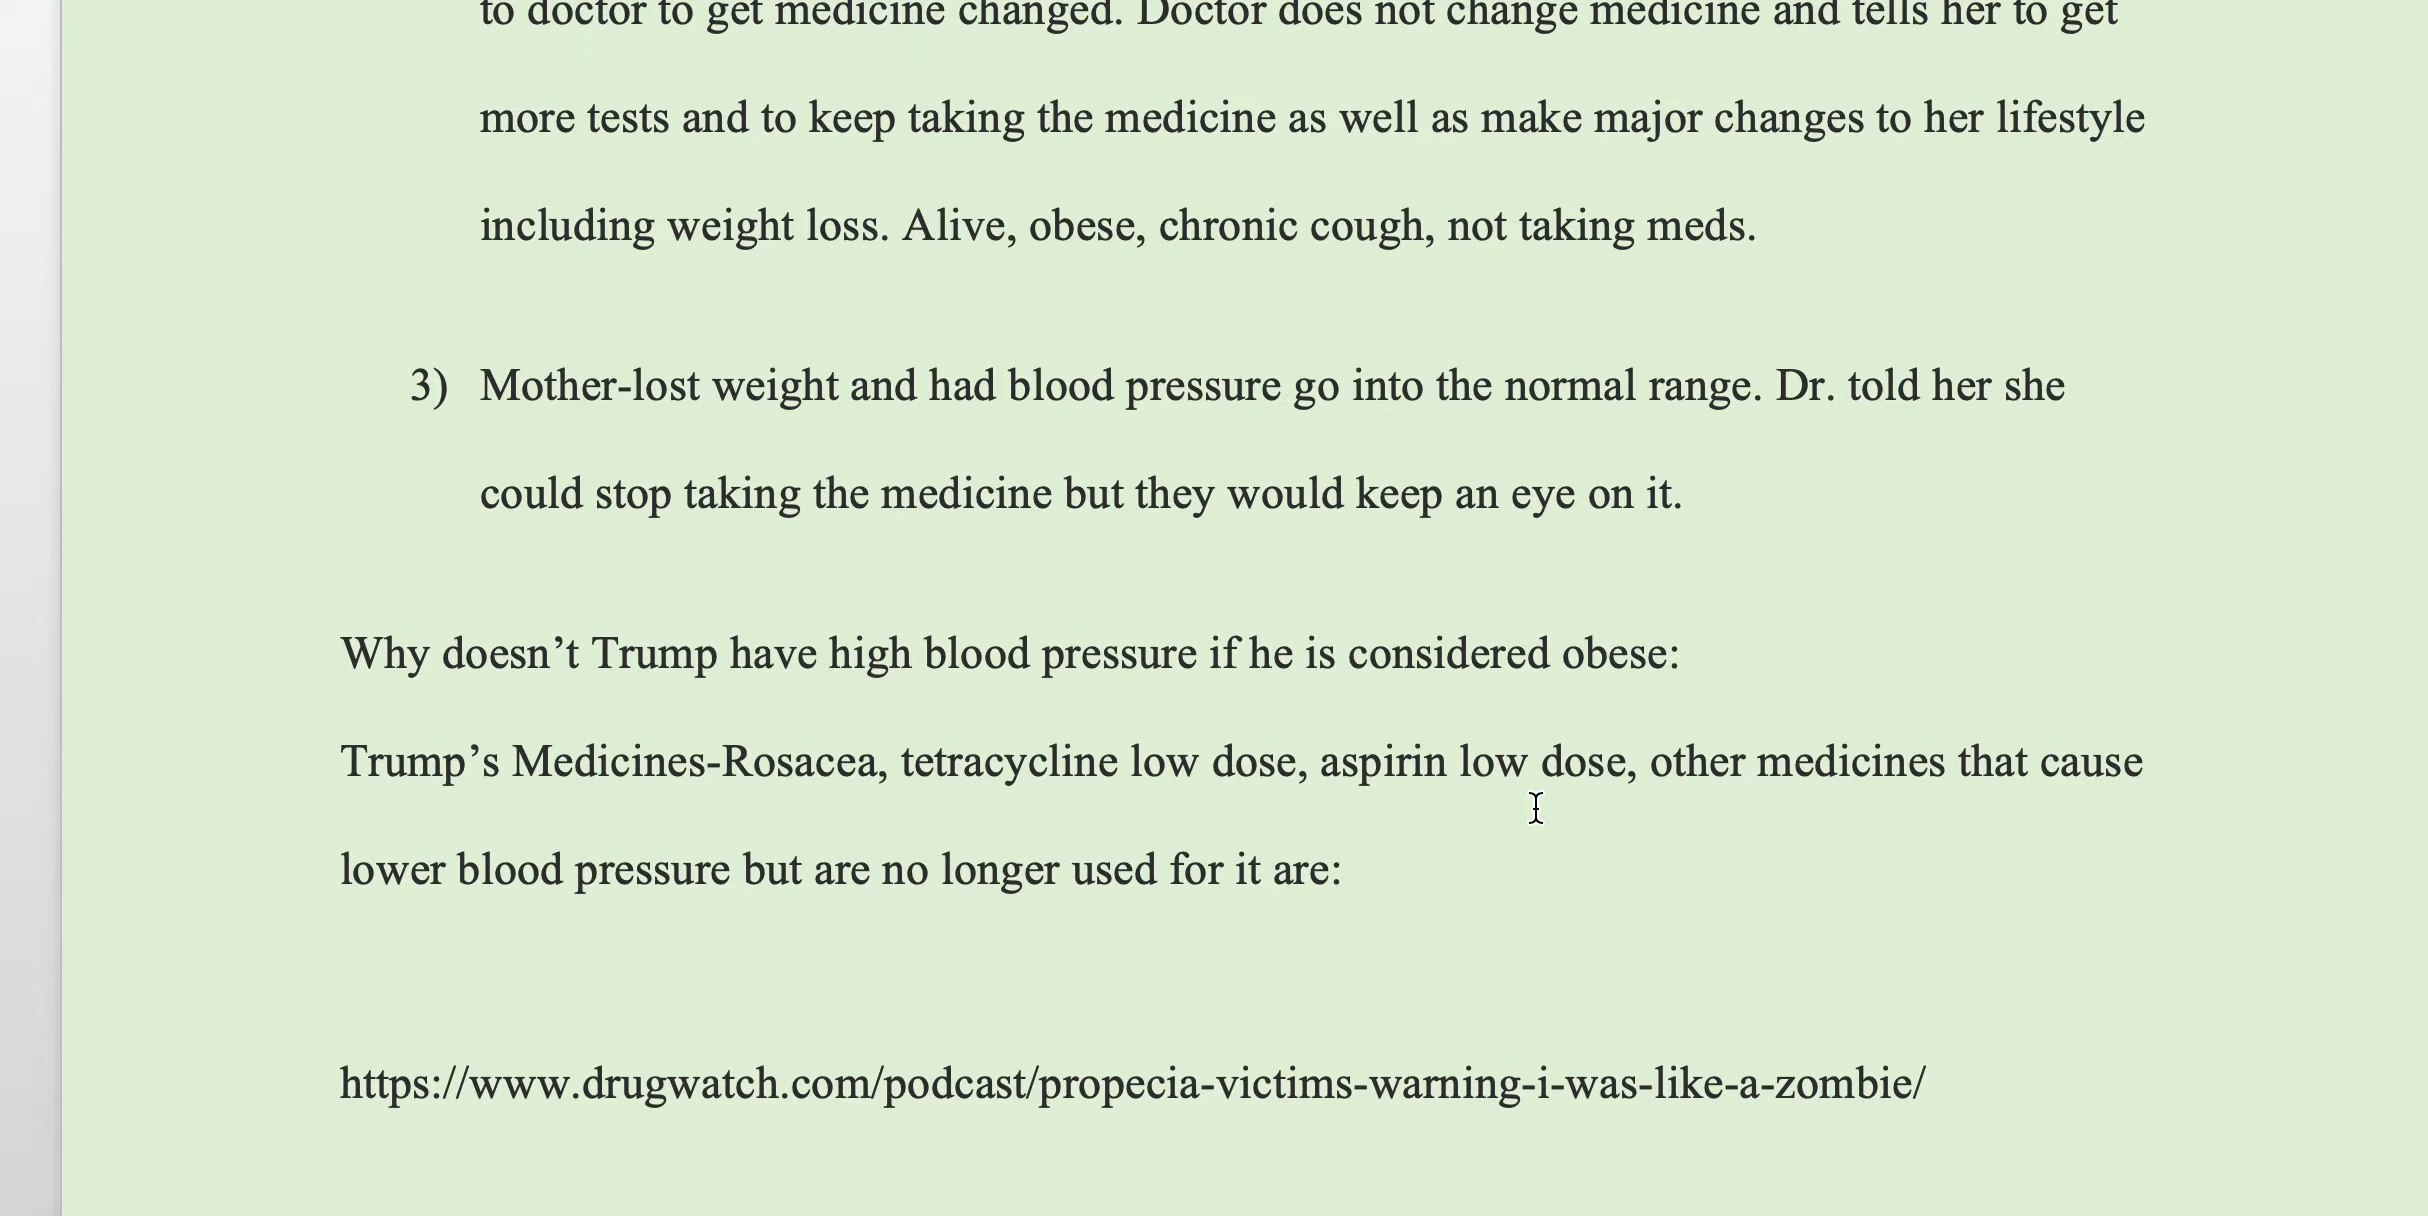 to doctor to get medicine changed. Doctor does not change medicine and tells her to get
more tests and to keep taking the medicine as well as make major changes to her lifestyle
including weight loss. Alive, obese, chronic cough, not taking meds.
3) Mother-lost weight and had blood pressure go into the normal range. Dr. told her she
could stop taking the medicine but they would keep an eye on it.
Why doesn’t Trump have high blood pressure if he is considered obese:
Trump’s Medicines-Rosacea, tetracycline low dose, aspirin low dose, other medicines that cause
lower blood pressure but are no longer used for it are:
https://www.drugwatch.com/podcast/propecia-victims-warning-i-was-like-a-zombie/